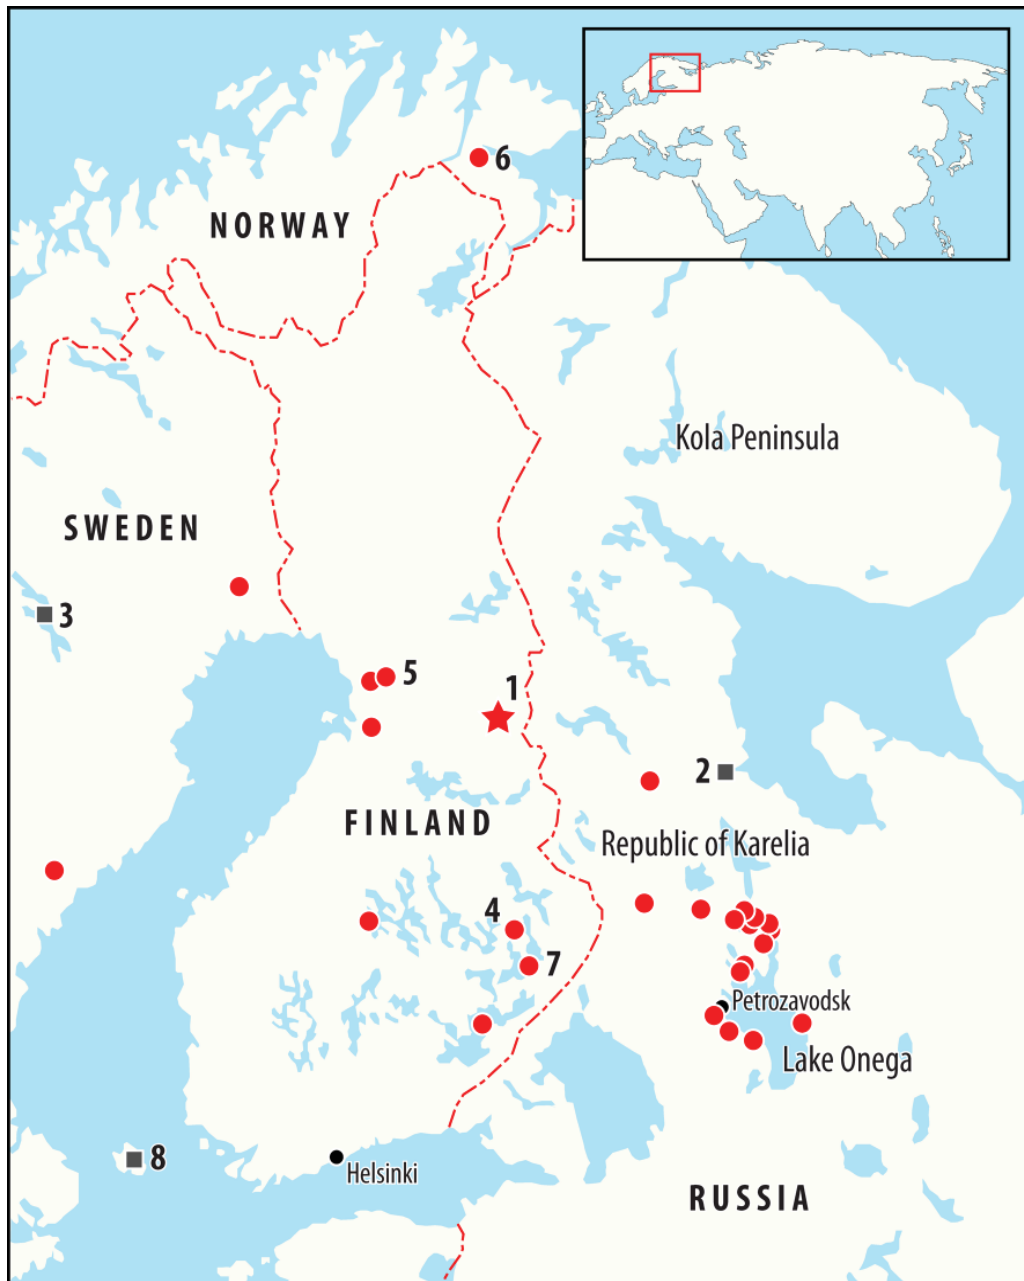 6
NORWAY
Kola Peninsula
SWEDEN
3
5
1
2
FINLAND
Republic of Karelia
4
7
Petrozavodsk
Lake Onega
8
Helsinki
RUSSIA